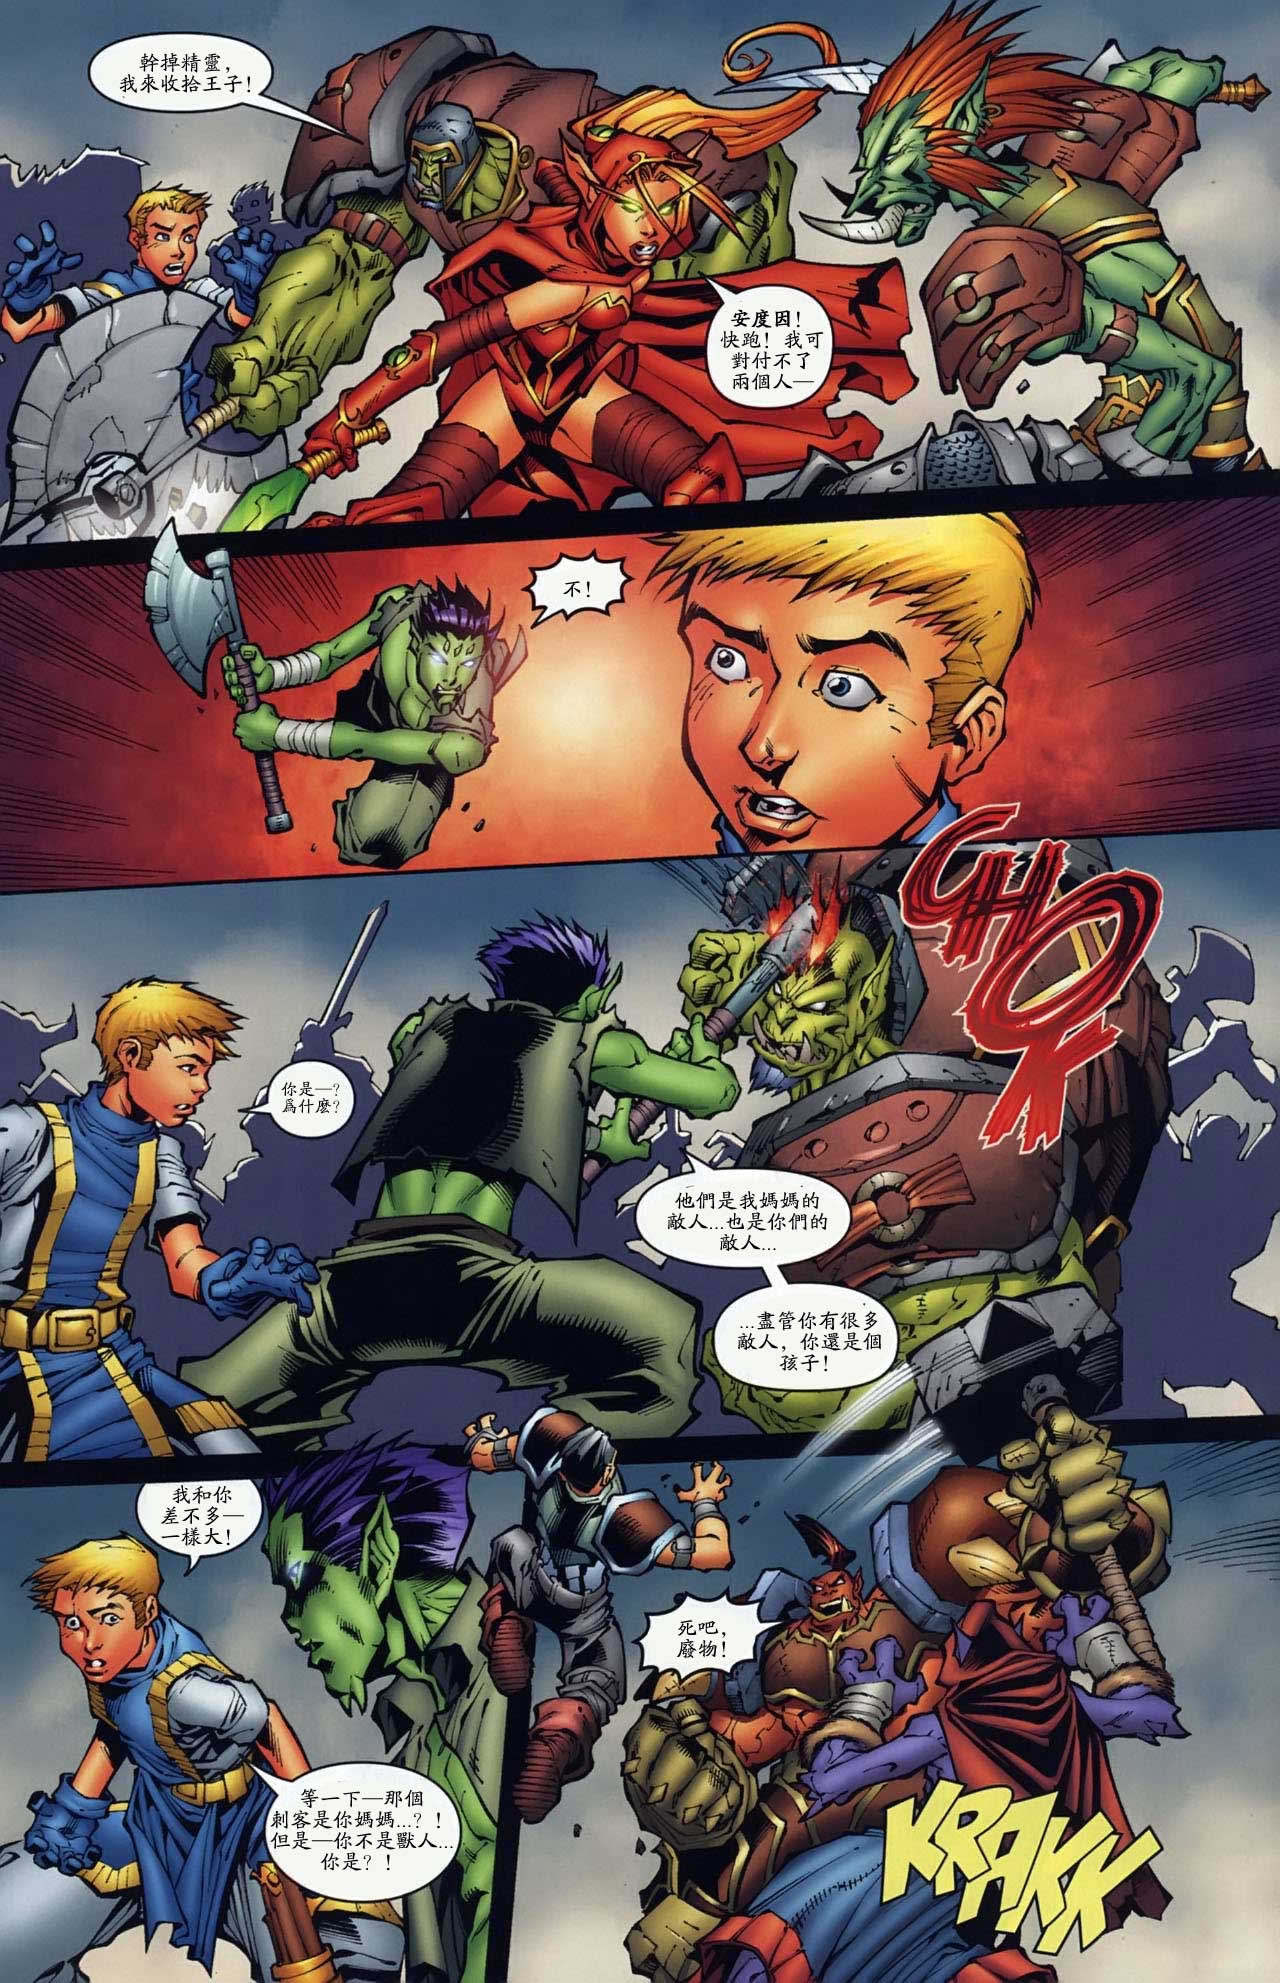 幹掉精靈，
我來收拾王子！
安度因！
快跑！我可
對付不了
兩個人—
不！
CHOK
你是—？
爲什麽？
他們是我媽媽的
敵人...也是你們的
敵人...
...盡管你有很多
敵人，你還是個
孩子！
我和你
差不多—
一樣大！
等一下—那個
刺客是你媽媽...？！
但是—你不是獸人...
你是？！
死吧，
廢物！
KRAKK